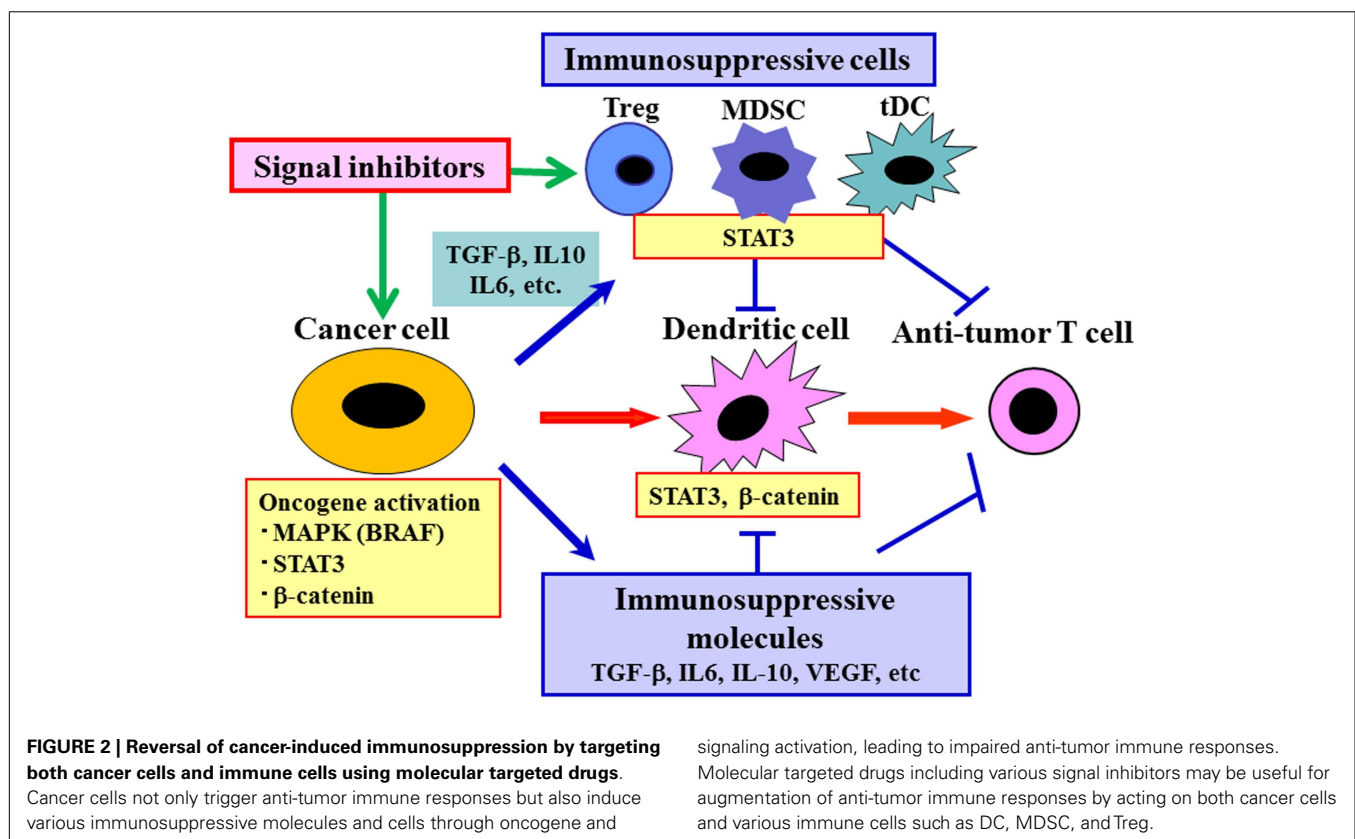 Immunosuppressive cells
Treg
MDSC
tDC
Signal inhibitors
STAT3
TGF-β, IL10
IL6, etc.
Cancer cell
Dendritic cell
Anti-tumor T cell
Oncogene activation
· MAPK (BRAF)
· STAT3
· β-catenin
STAT3, β-catenin
Immunosuppressive
molecules
TGF-β, IL6, IL-10, VEGF, etc
FIGURE 2 | Reversal of cancer-induced immunosuppression by targeting
both cancer cells and immune cells using molecular targeted drugs.
Cancer cells not only trigger anti-tumor immune responses but also induce
various immunosuppressive molecules and cells through oncogene and
signaling activation, leading to impaired anti-tumor immune responses.
Molecular targeted drugs including various signal inhibitors may be useful for
augmentation of anti-tumor immune responses by acting on both cancer cells
and various immune cells such as DC, MDSC, and Treg.